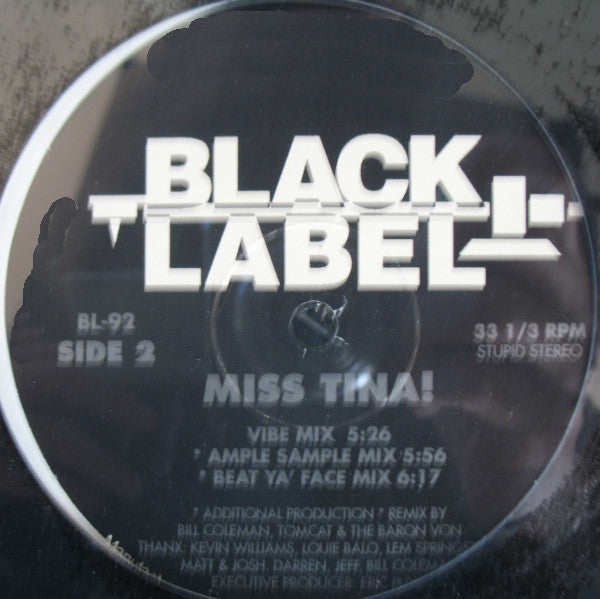 BLACK
LABEL
BL-92
SIDE 2
33 1/3 RPM
STUPID STEREO
MISS TINA!
VIBE MIX 5:26
* AMPLE SAMPLE MIX 5:56
* BEAT YA' FACE MIX 6:17
* ADDITIONAL PRODUCTION * REMIX BY
BILL COLEMAN, TOMCAT & THE BARON VON
THANX: KEVIN WILLIAMS, LOUIE BALO, LEM
MATT & JOSH, DARREN, JEFF, BILL
EXECUTIVE PRODUCER: ERIC